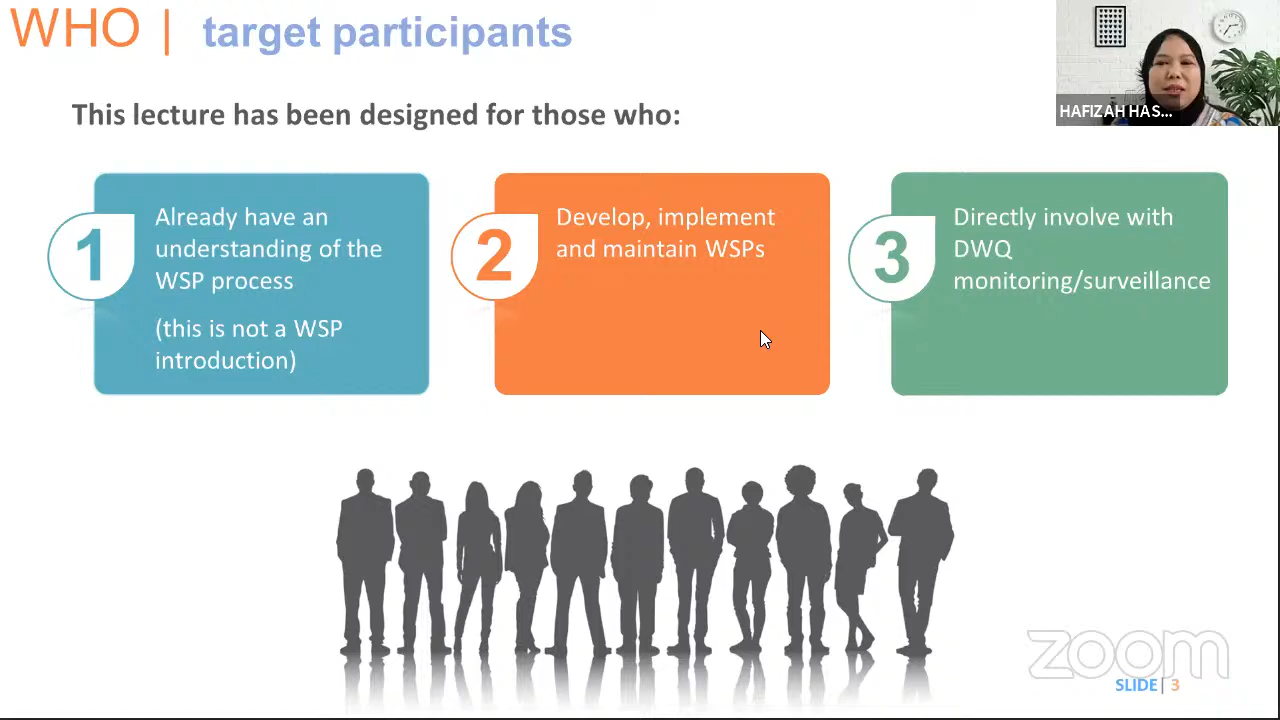 WHO | target participants
HAFIZAH HAS...
This lecture has been designed for those who:
1
Already have an
understanding of the
WSP process
(this is not a WSP
introduction)
2
Develop, implement
and maintain WSPs
3
Directly involve with
DWQ
monitoring/surveillance
zoom
SLIDE| 3